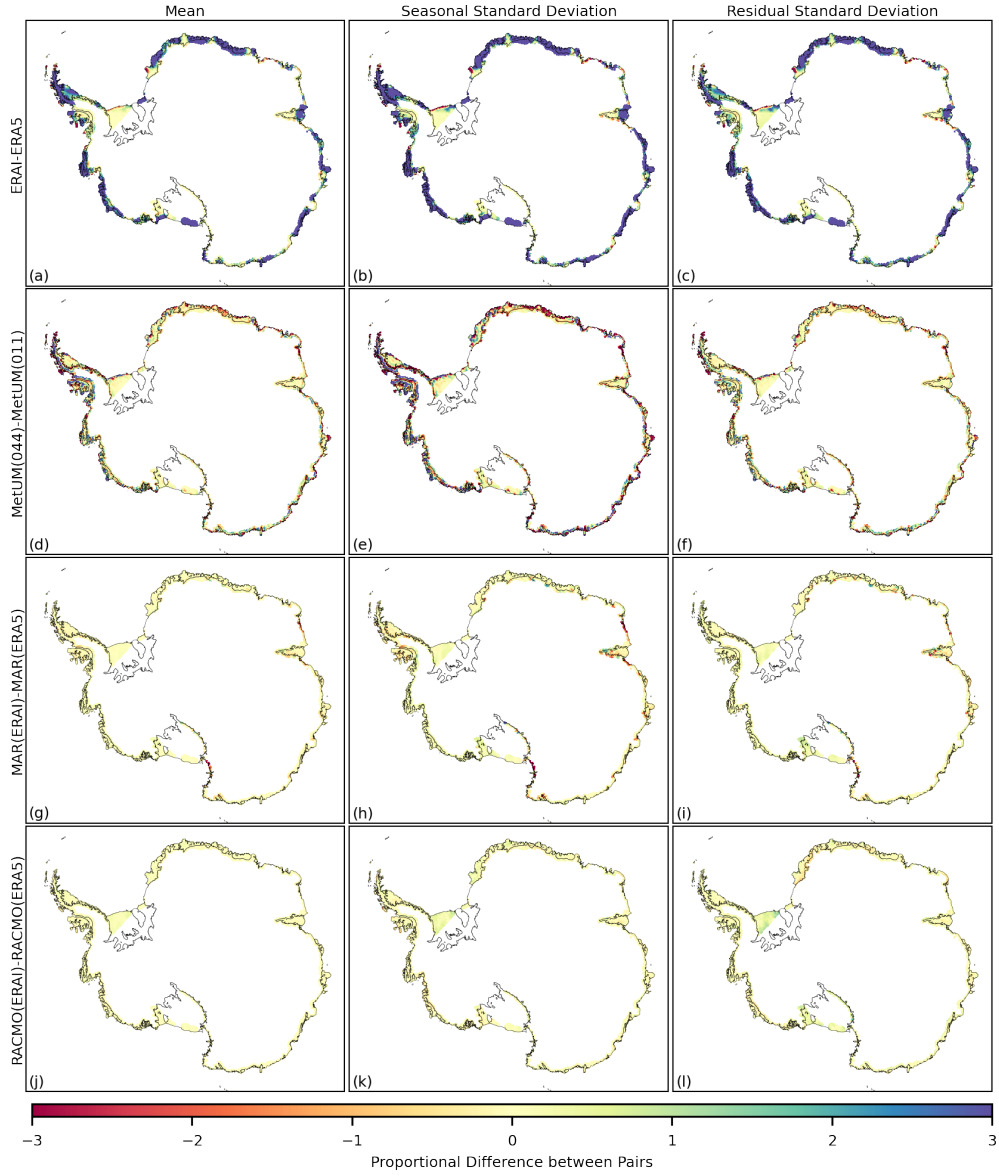 Mean Seasonal Standard Deviation Residual Standard Deviation
ERAI-ERA5
(a) (b) (c)
MetUM(044)-MetUM(011)
(d) (e) (f)
MAR(ERAI)-MAR(ERA5)
(g) (h) (i)
RACMO(ERAI)-RACMO(ERA5)
(j) (k) (l)
−3 −2 −1 0 1 2 3
Proportional Difference between Pairs